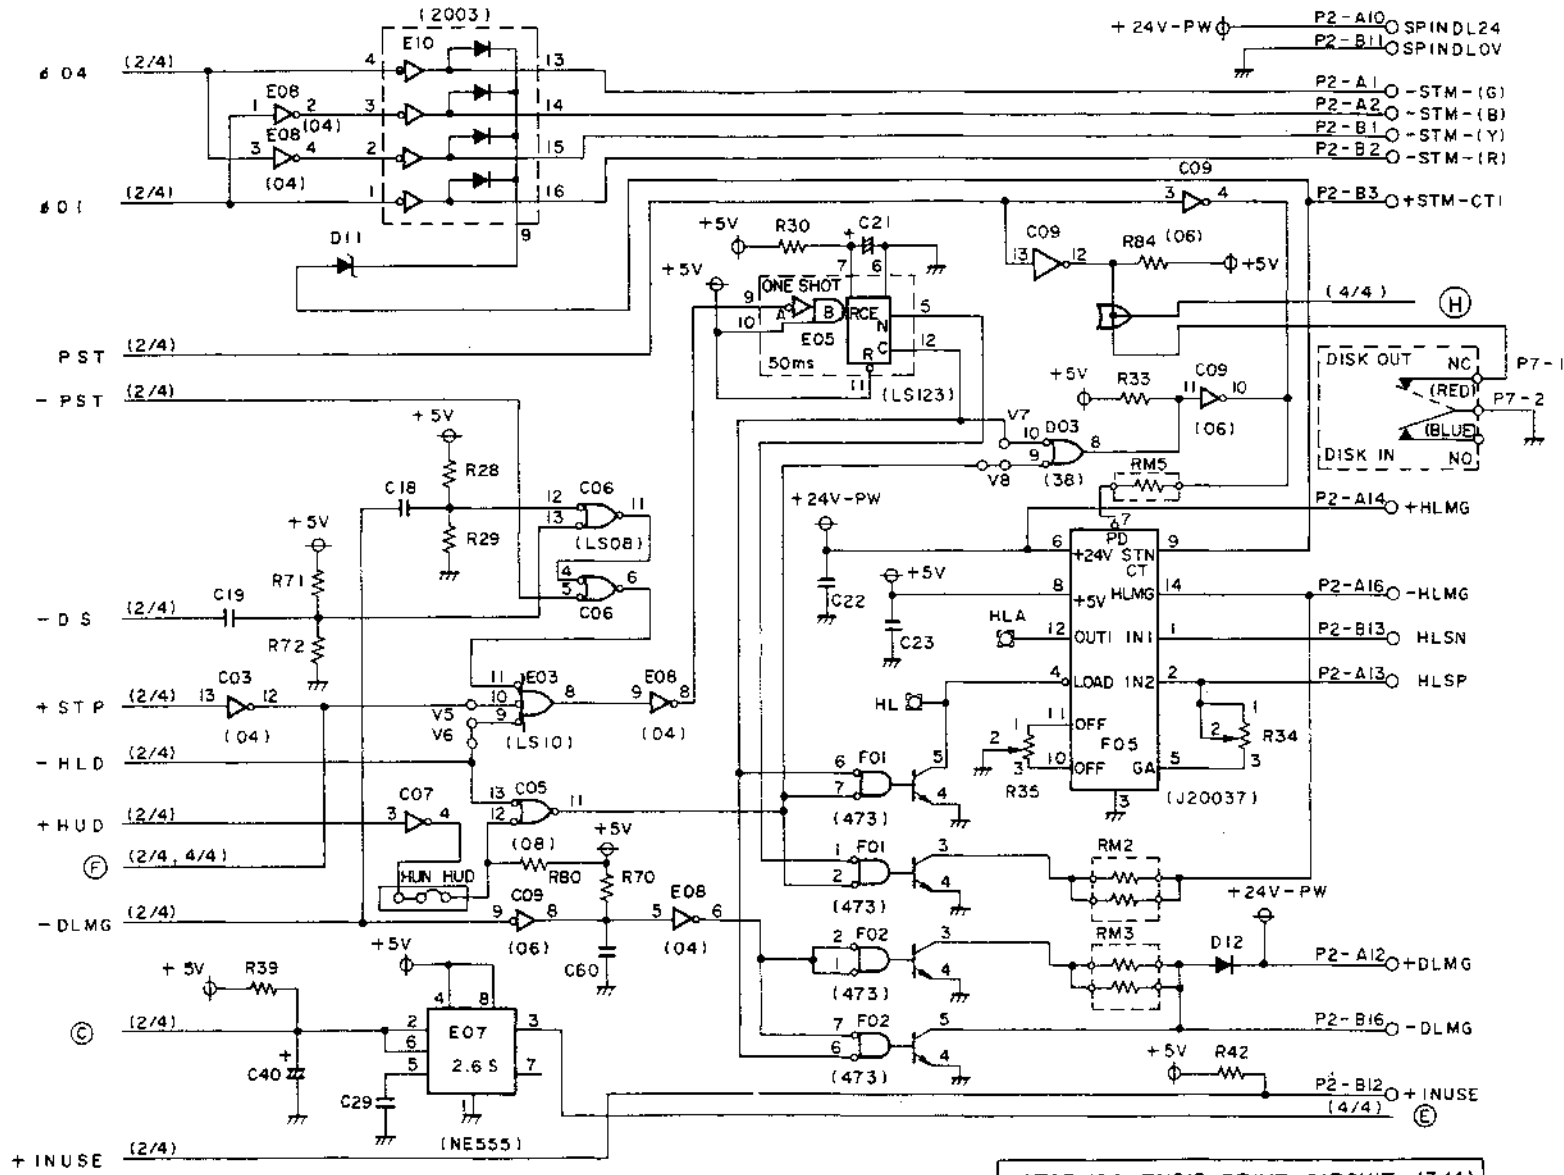 (2003)
+24V-PW
P2-A10
SPINDL24
P2-B11
SPINDL0V
ø04
(2/4)
4
E10
13
P2-A1
-STM-(G)
1
E08
2
(04)
3
14
P2-A2
-STM-(B)
3
E08
4
(04)
2
15
P2-B1
-STM-(Y)
P2-B2
-STM-(R)
ø01
(2/4)
1
16
9
C09
3
4
(06)
P2-B3
+STM-CT1
D11
+5V
R30
+
C21
7
6
C09
13
12
R84
+5V
+5V
ONE SHOT
9
A
B
10
E05
50ms
RCE
N
C
R
5
12
11
(LS123)
(4/4)
H
PST
(2/4)
-PST
(2/4)
+5V
R33
C09
11
10
(06)
DISK OUT
NC
(RED)
(BLUE)
DISK IN
NO
P7-1
P7-2
+5V
R28
R29
C18
12
13
C06
11
(LS08)
4
5
6
C06
V7
10
9
D03
8
V8
(38)
RM5
+5V
R71
R72
+24V-PW
C22
+5V
C23
P2-A14
+HLMG
7
PD
6
+24V
STN
CT
9
8
+5V
HLMG
14
P2-A16
-HLMG
-DS
(2/4)
C19
HLA
12
OUT1
IN1
1
P2-B13
HLSN
C03
13
12
(04)
+STP
(2/4)
11
10
9
E03
8
V5
V6
(LS10)
E08
9
8
(04)
HL
4
LOAD
IN2
2
P2-A13
HLSP
1
2
3
R34
11
OFF
10
OFF
F05
GA
5
1
2
3
R35
3
(J20037)
-HLD
(2/4)
13
12
C05
11
(08)
F01
6
7
5
4
(473)
+HUD
(2/4)
C07
3
4
F
(2/4, 4/4)
HUN HUD
R80
+5V
R70
F01
1
2
3
4
(473)
RM2
+24V-PW
-DLMG
(2/4)
C09
9
8
(06)
C60
E08
5
6
(04)
F02
2
1
3
4
(473)
RM3
D12
P2-A12
+DLMG
+5V
R39
+5V
4
8
C
(2/4)
2
6
5
E07
2.6 S
3
7
1
(NE555)
+
C40
C29
F02
7
6
5
4
(473)
P2-B16
-DLMG
+5V
R42
P2-B12
+INUSE
(4/4)
E
+INUSE
(2/4)